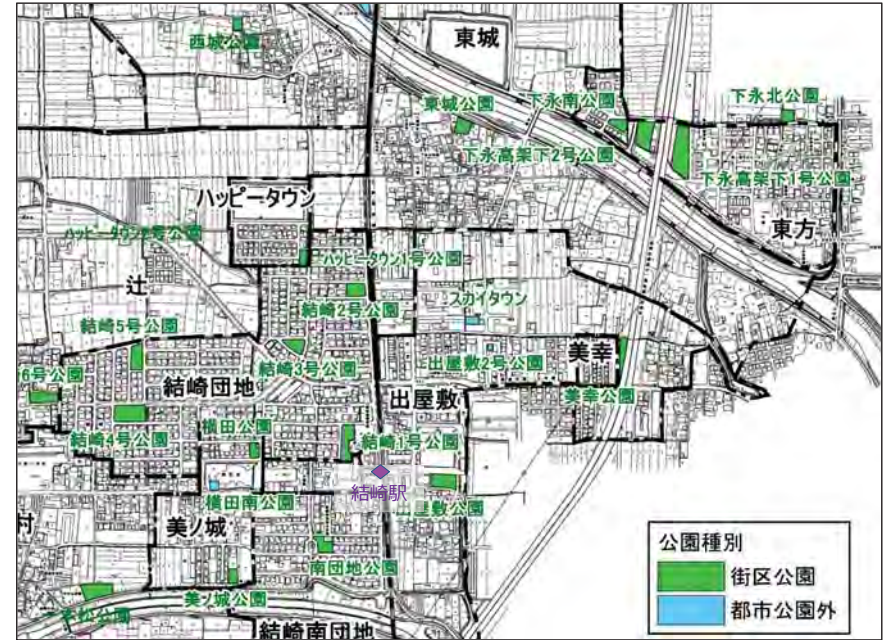 西城公園
東城
東城公園
下永南公園
下永北公園
下永高架下2号公園
下永高架下1号公園
ハッピータウン
東方
ハッピータウン1号公園
辻
スカイタウン
結崎2号公園
結崎5号公園
結崎3号公園
出屋敷2号公園
美幸
6号公園
結崎団地
出屋敷
美幸公園
結崎4号公園
横田公園
結崎1号公園
結崎駅
横田南公園
出屋敷公園
村
美ノ城
南団地公園
美ノ城公園
結崎南団地
公園種別
街区公園
都市公園外